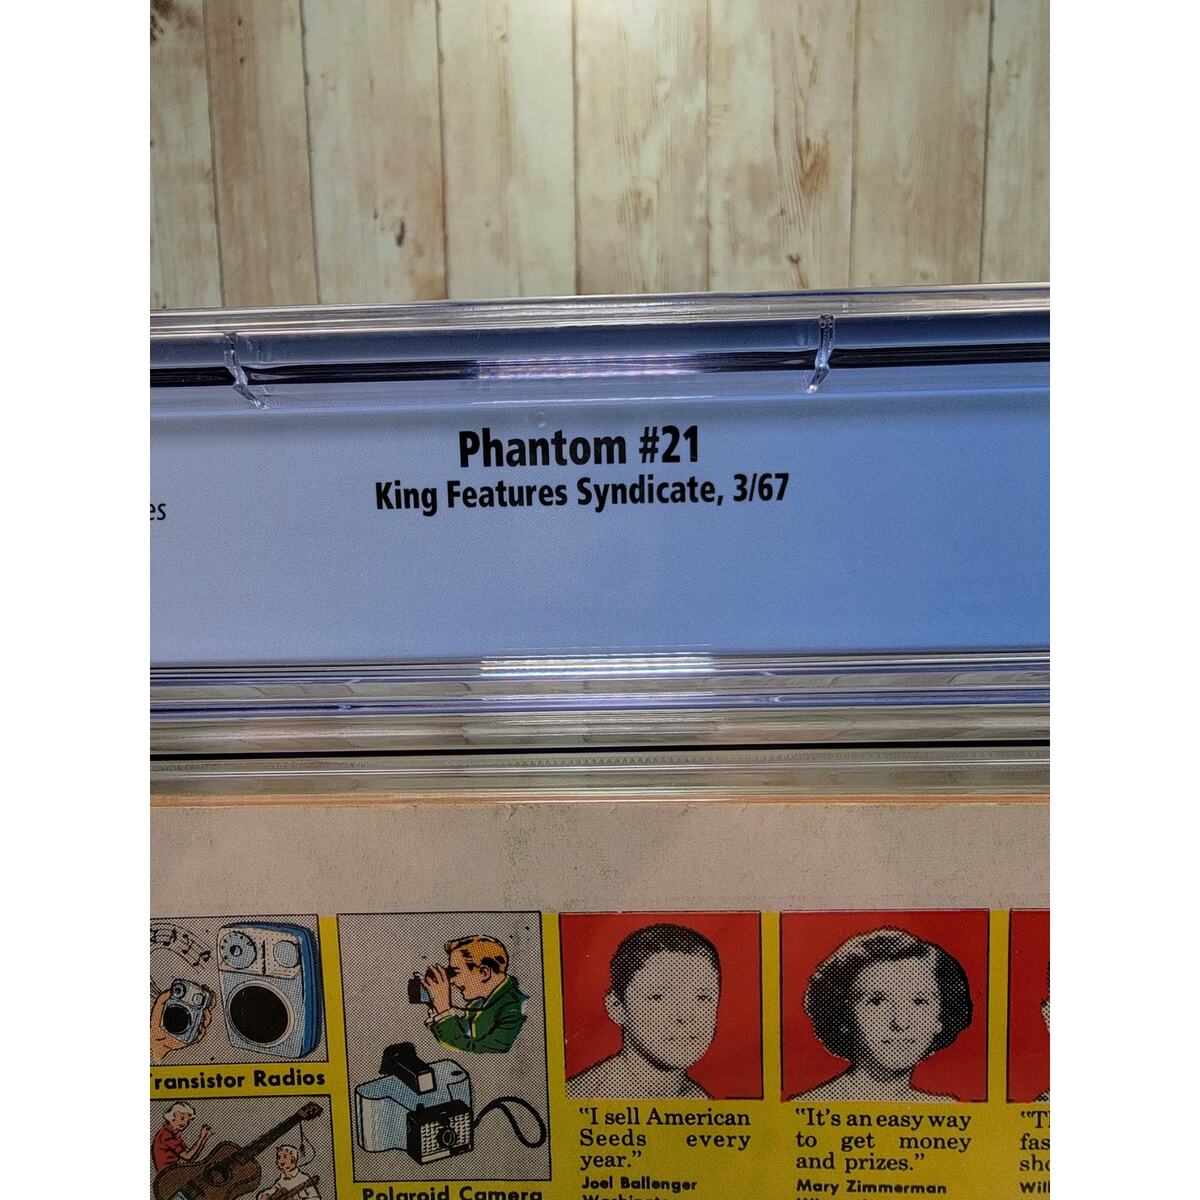 Phantom #21
King Features Syndicate, 3/67
Transistor Radios
Polaroid Camera
"I sell American
Seeds every
year."
Joel Ballenger
"It's an easy way
to get money
and prizes."
Mary Zimmerman